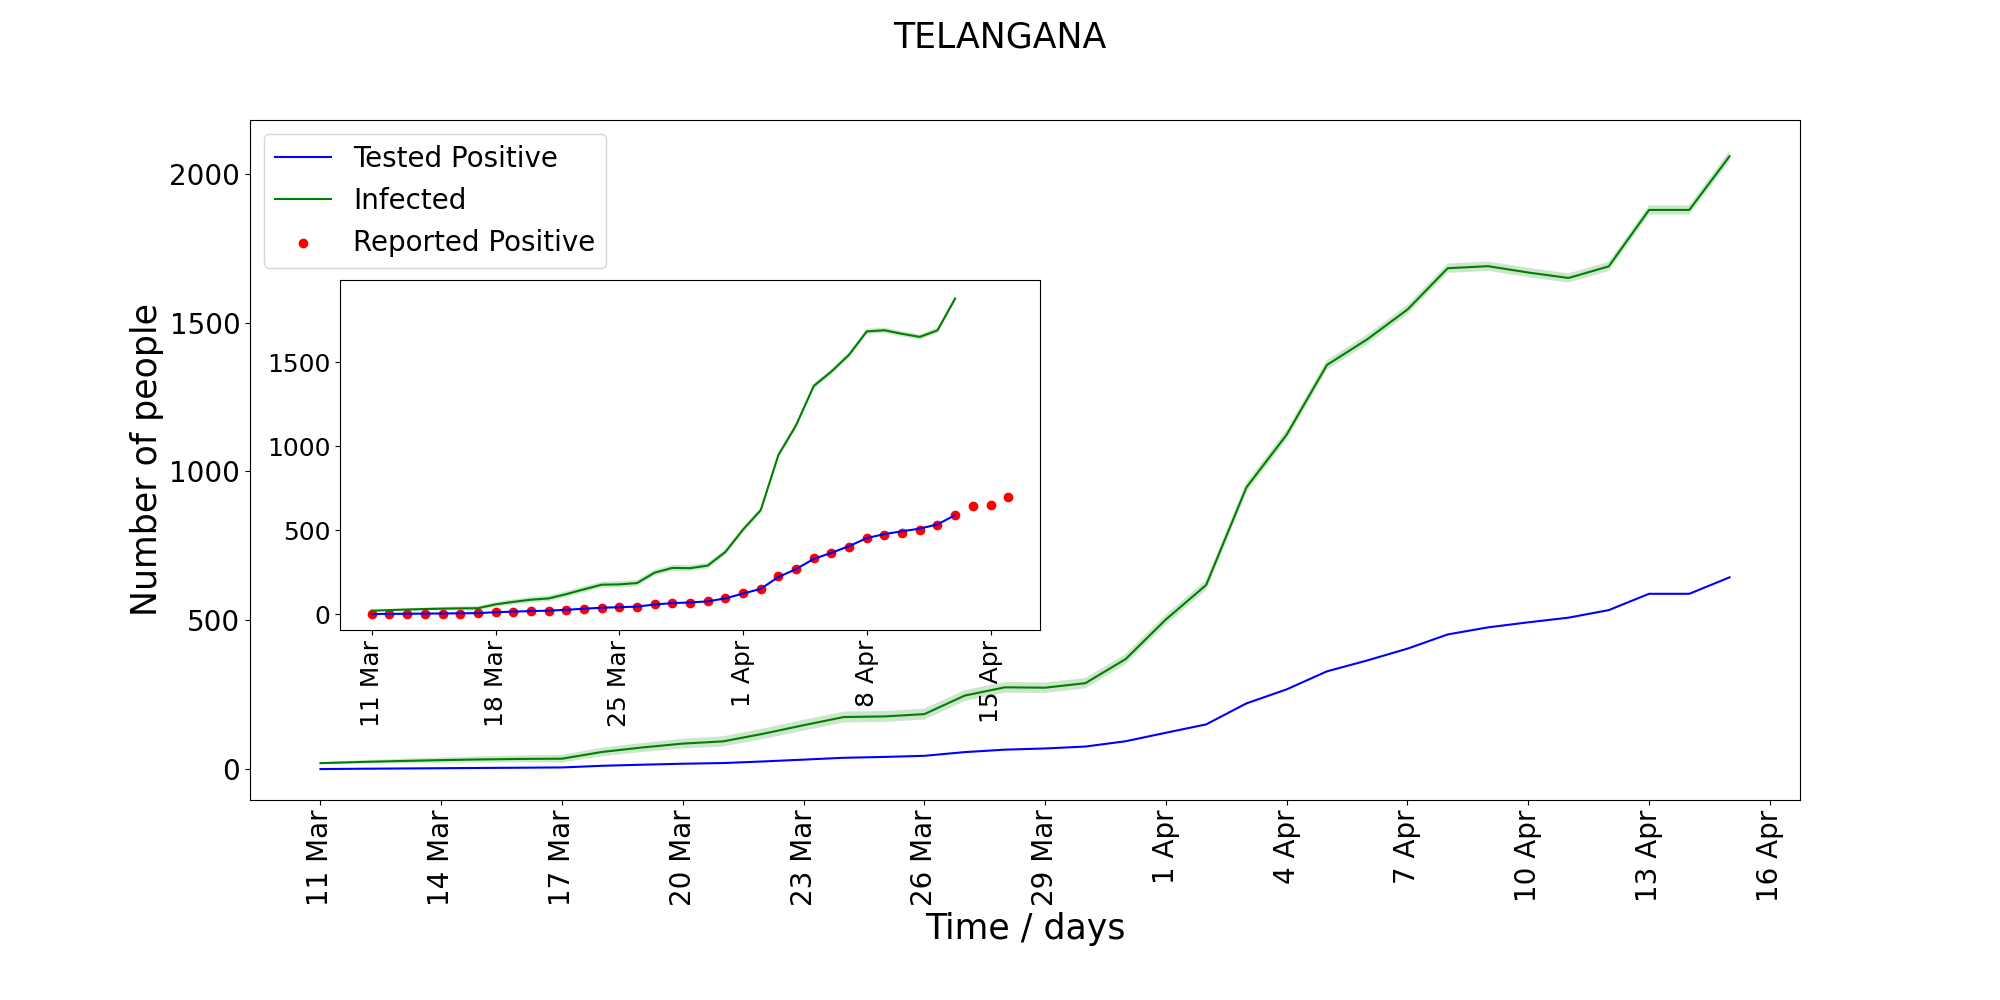 TELANGANA
Tested Positive
Infected
Reported Positive
Number of people
2000
1500
1000
500
0
1500
1000
500
0
11 Mar
18 Mar
25 Mar
1 Apr
8 Apr
15 Apr
11 Mar
14 Mar
17 Mar
20 Mar
23 Mar
26 Mar
29 Mar
1 Apr
4 Apr
7 Apr
10 Apr
13 Apr
16 Apr
Time / days